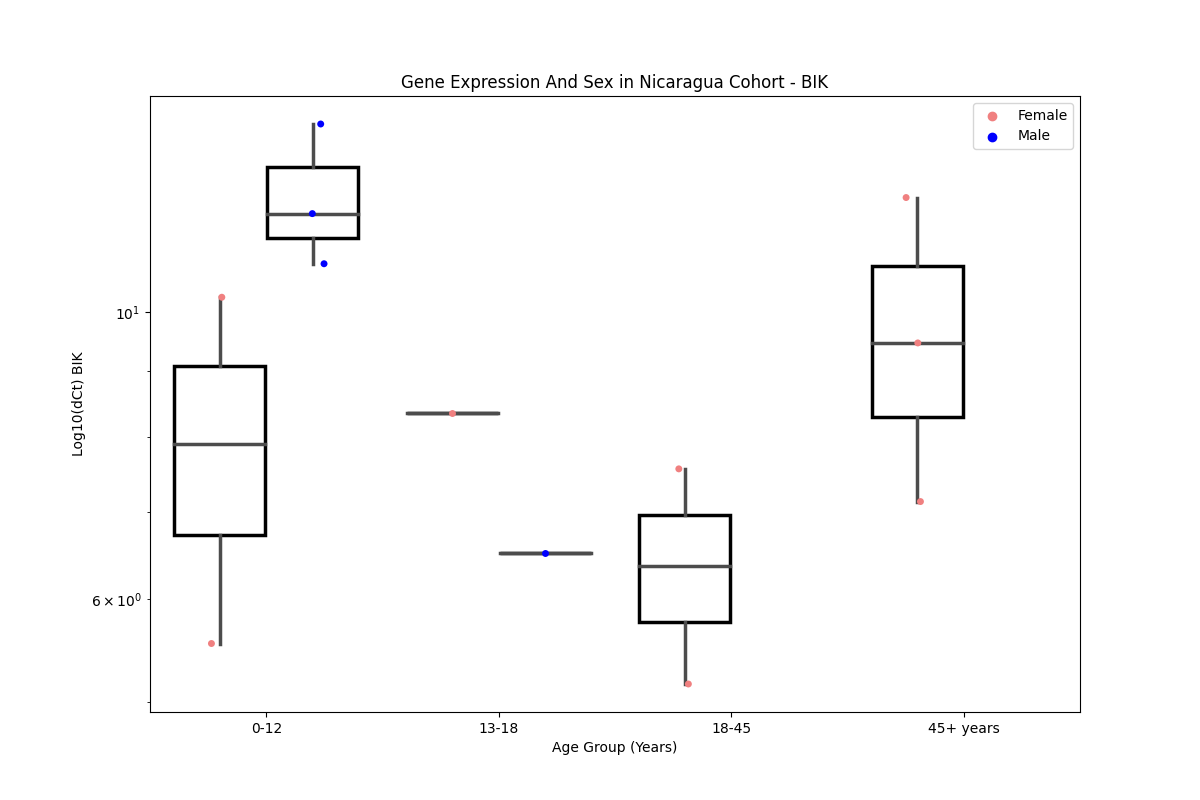 Gene Expression And Sex in Nicaragua Cohort - BIK
Female
Male
Log10(dCt) BIK
10¹
6 × 10⁰
0-12
13-18
18-45
45+ years
Age Group (Years)